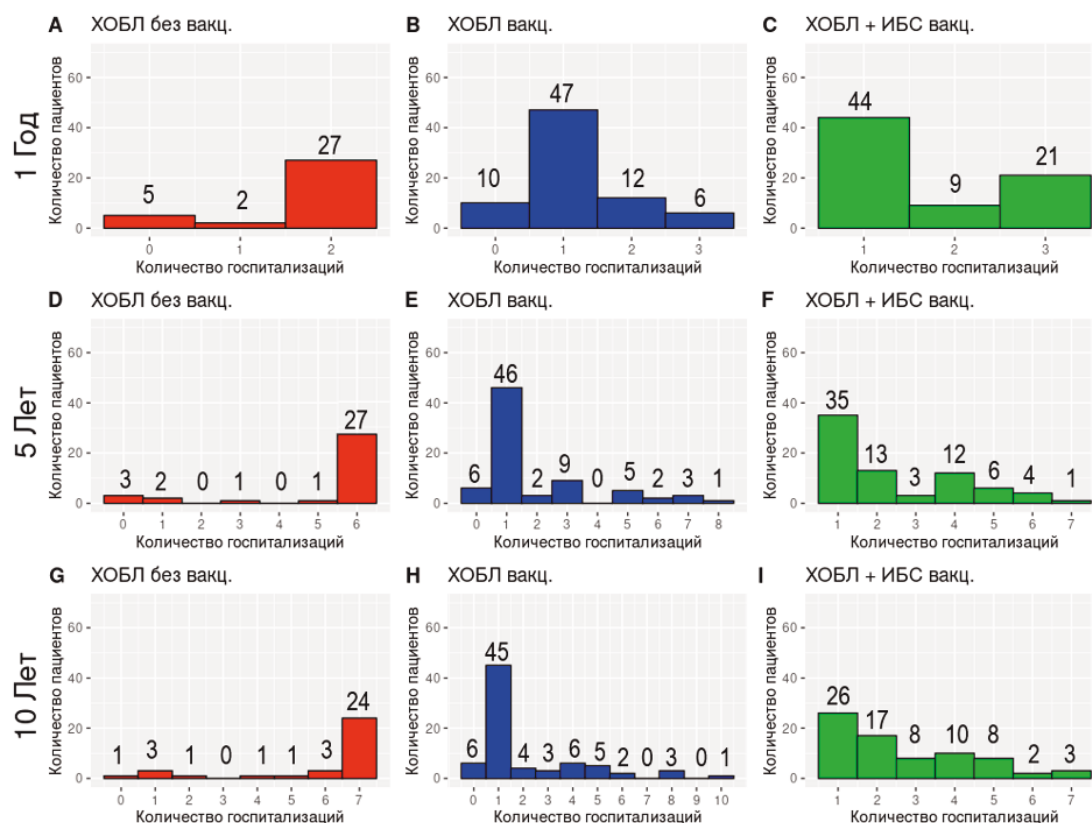 A ХОБЛ без вакц.
B ХОБЛ вакц.
C ХОБЛ + ИБС вакц.
1 Год
Количество пациентов
60
40
20
0
5
2
27
0 1 2
Количество госпитализаций
Количество пациентов
60
40
20
0
10
47
12
6
0 1 2 3
Количество госпитализаций
Количество пациентов
60
40
20
0
44
9
21
1 2 3
Количество госпитализаций
D ХОБЛ без вакц.
E ХОБЛ вакц.
F ХОБЛ + ИБС вакц.
5 Лет
Количество пациентов
60
40
20
0
3 2 0 1 0 1 27
0 1 2 3 4 5 6
Количество госпитализаций
Количество пациентов
60
40
20
0
6 46 2 9 0 5 2 3 1
0 1 2 3 4 5 6 7 8
Количество госпитализаций
Количество пациентов
60
40
20
0
35 13 3 12 6 4 1
1 2 3 4 5 6 7
Количество госпитализаций
G ХОБЛ без вакц.
H ХОБЛ вакц.
I ХОБЛ + ИБС вакц.
10 Лет
Количество пациентов
60
40
20
0
1 3 1 0 1 1 3 24
0 1 2 3 4 5 6 7
Количество госпитализаций
Количество пациентов
60
40
20
0
6 45 4 3 6 5 2 0 3 0 1
0 1 2 3 4 5 6 7 8 9 10
Количество госпитализаций
Количество пациентов
60
40
20
0
26 17 8 10 8 2 3
1 2 3 4 5 6 7
Количество госпитализаций